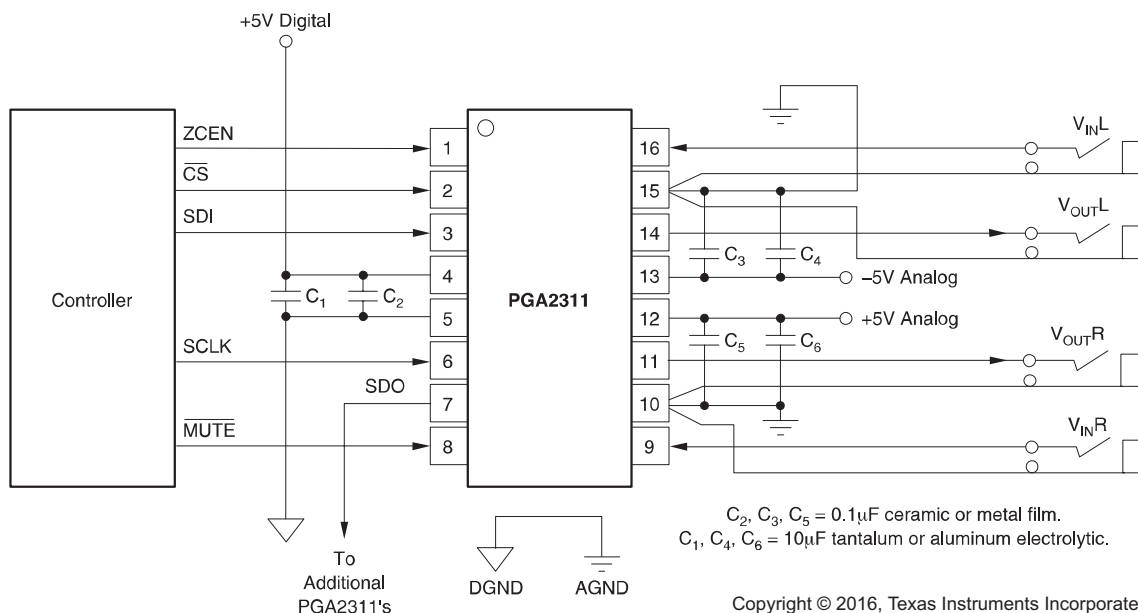 +5V Digital
Controller
ZCEN
CS
SDI
SCLK
SDO
MUTE
C1
C2
1
2
3
4
5
6
7
8
PGA2311
16
15
14
13
12
11
10
9
C3
C4
C5
C6
–5V Analog
+5V Analog
VINL
VOUTL
VOUTR
VINR
To
Additional
PGA2311's
DGND
AGND
C2, C3, C5 = 0.1μF ceramic or metal film.
C1, C4, C6 = 10μF tantalum or aluminum electrolytic.
Copyright © 2016, Texas Instruments Incorporate